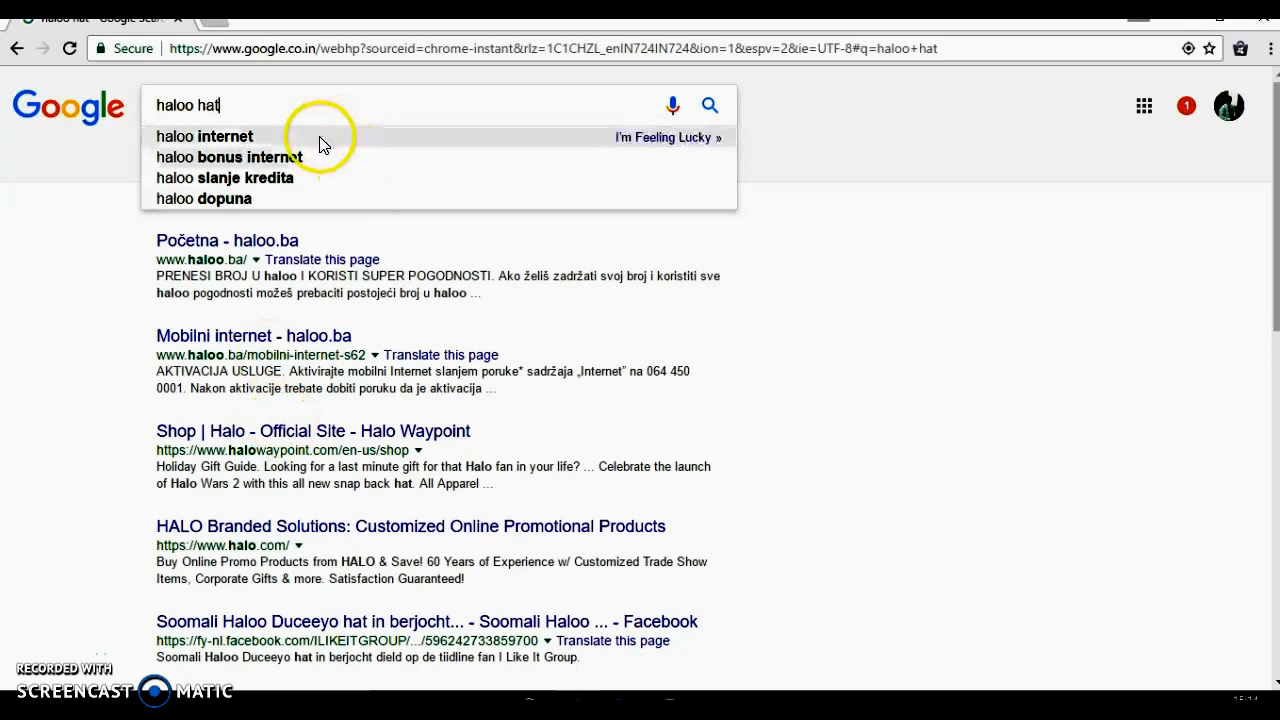 haloo hat - Google Sear
Secure https://www.google.co.in/webhp?sourceid=chrome-instant&rlz=1C1CHZL_enIN724IN724&ion=1&espv=2&ie=UTF-8#q=haloo+hat
Google
haloo hat
1
haloo internet I'm Feeling Lucky »
haloo bonus internet
haloo slanje kredita
haloo dopuna
Početna - haloo.ba
www.haloo.ba/ Translate this page
PRENESI BROJ U haloo I KORISTI SUPER POGODNOSTI. Ako želiš zadržati svoj broj i koristiti sve
haloo pogodnosti možeš prebaciti postojeći broj u haloo ...
Mobilni internet - haloo.ba
www.haloo.ba/mobilni-internet-s62 Translate this page
AKTIVACIJA USLUGE. Aktivirajte mobilni Internet slanjem poruke* sadržaja „Internet” na 064 450
0001. Nakon aktivacije trebate dobiti poruku da je aktivacija ...
Shop | Halo - Official Site - Halo Waypoint
https://www.halowaypoint.com/en-us/shop
Holiday Gift Guide. Looking for a last minute gift for that Halo fan in your life? ... Celebrate the launch
of Halo Wars 2 with this all new snap back hat. All Apparel ...
HALO Branded Solutions: Customized Online Promotional Products
https://www.halo.com/
Buy Online Promo Products from HALO & Save! 60 Years of Experience w/ Customized Trade Show
Items, Corporate Gifts & more. Satisfaction Guaranteed!
Soomali Haloo Duceeyo hat in berjocht... - Soomali Haloo ... - Facebook
https://fy-nl.facebook.com/ILIKEITGROUP/.../596242733859700 Translate this page
Soomali Haloo Duceeyo hat in berjocht dield op de tiidline fan I Like It Group.
RECORDED WITH
SCREENCAST MATIC